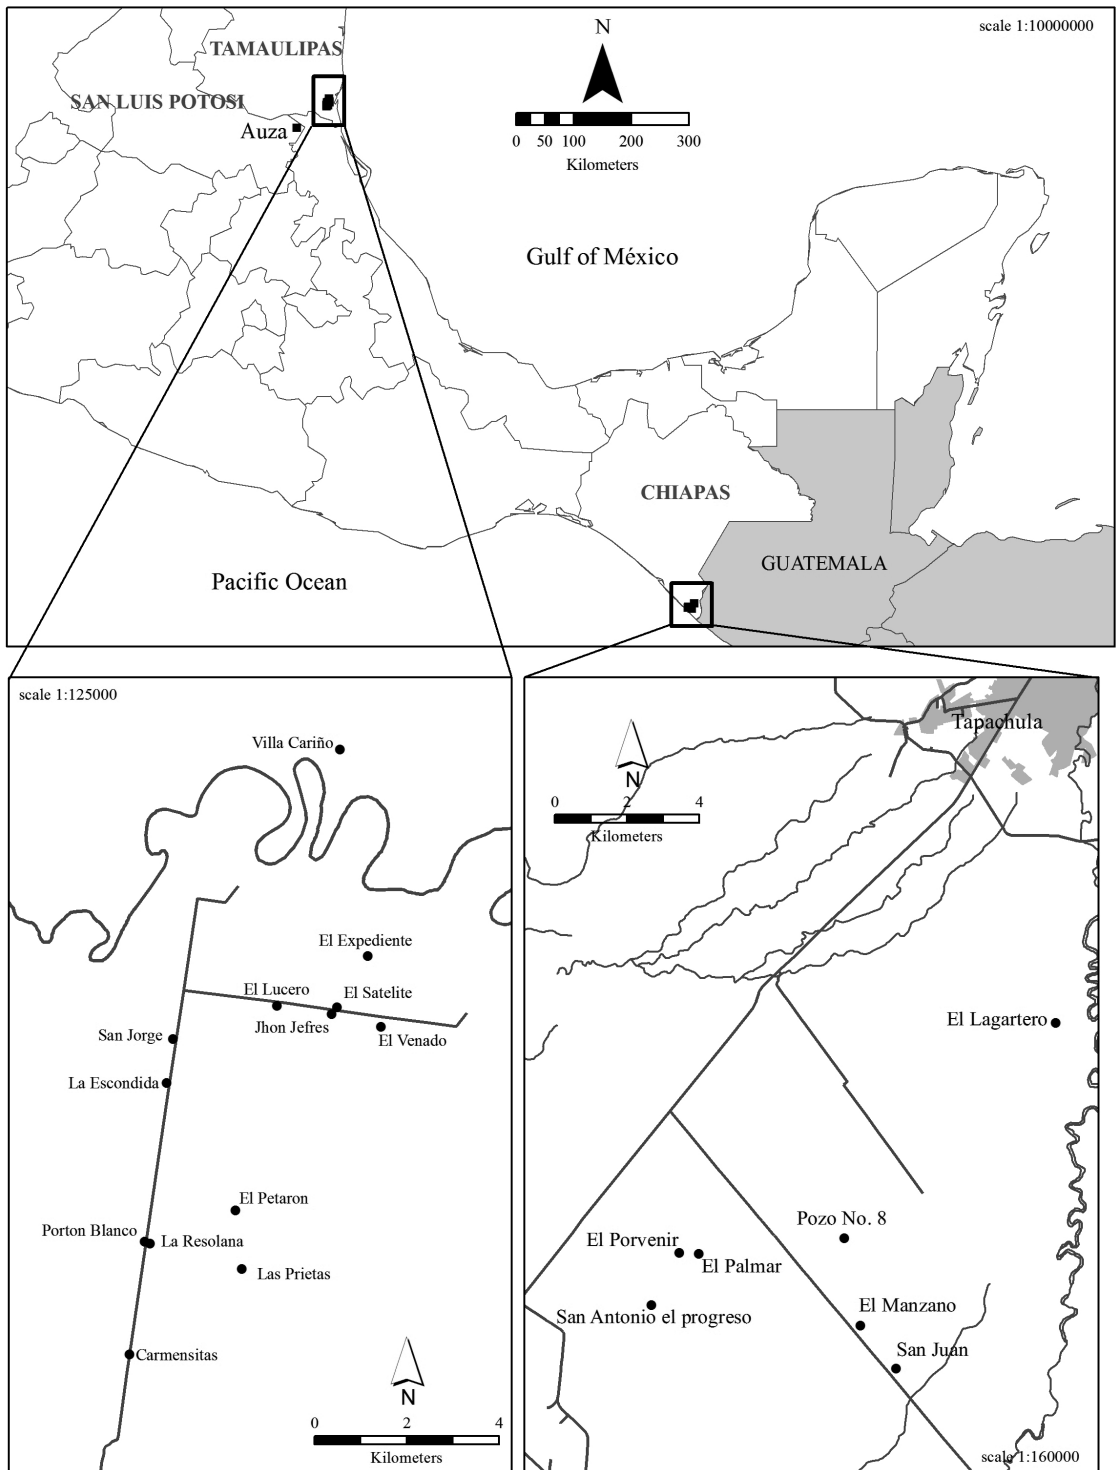 scale 1:10000000
TAMAULIPAS
N
SAN LUIS POTOSI
Auza
0 50 100 200 300
Kilometers
Gulf of México
CHIAPAS
GUATEMALA
Pacific Ocean
scale 1:125000
Villa Cariño
El Expediente
El Lucero
El Satelite
Jhon Jefres
El Venado
San Jorge
La Escondida
El Petaron
Porton Blanco
La Resolana
Las Prietas
Carmensitas
N
0 2 4
Kilometers
Tapachula
N
0 2 4
Kilometers
El Lagartero
Pozo No. 8
El Porvenir
El Palmar
San Antonio el progreso
El Manzano
San Juan
scale 1:160000